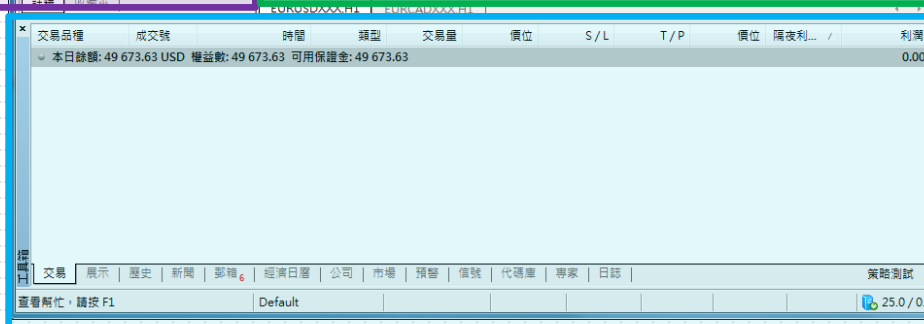 註標 收藏夾
EURUSDXXX.H1 EURCADXXX.H1
交易品種 成交號 時間 類型 交易量 價位 S / L T / P 價位 隔夜利... / 利潤
本日餘額: 49 673.63 USD 權益數: 49 673.63 可用保證金: 49 673.63 0.00
工具箱
交易 展示 歷史 新聞 郵箱 6 經濟日曆 公司 市場 預警 信號 代碼庫 專家 日誌 策略測試
查看幫忙，請按 F1 Default 25.0 / 0.